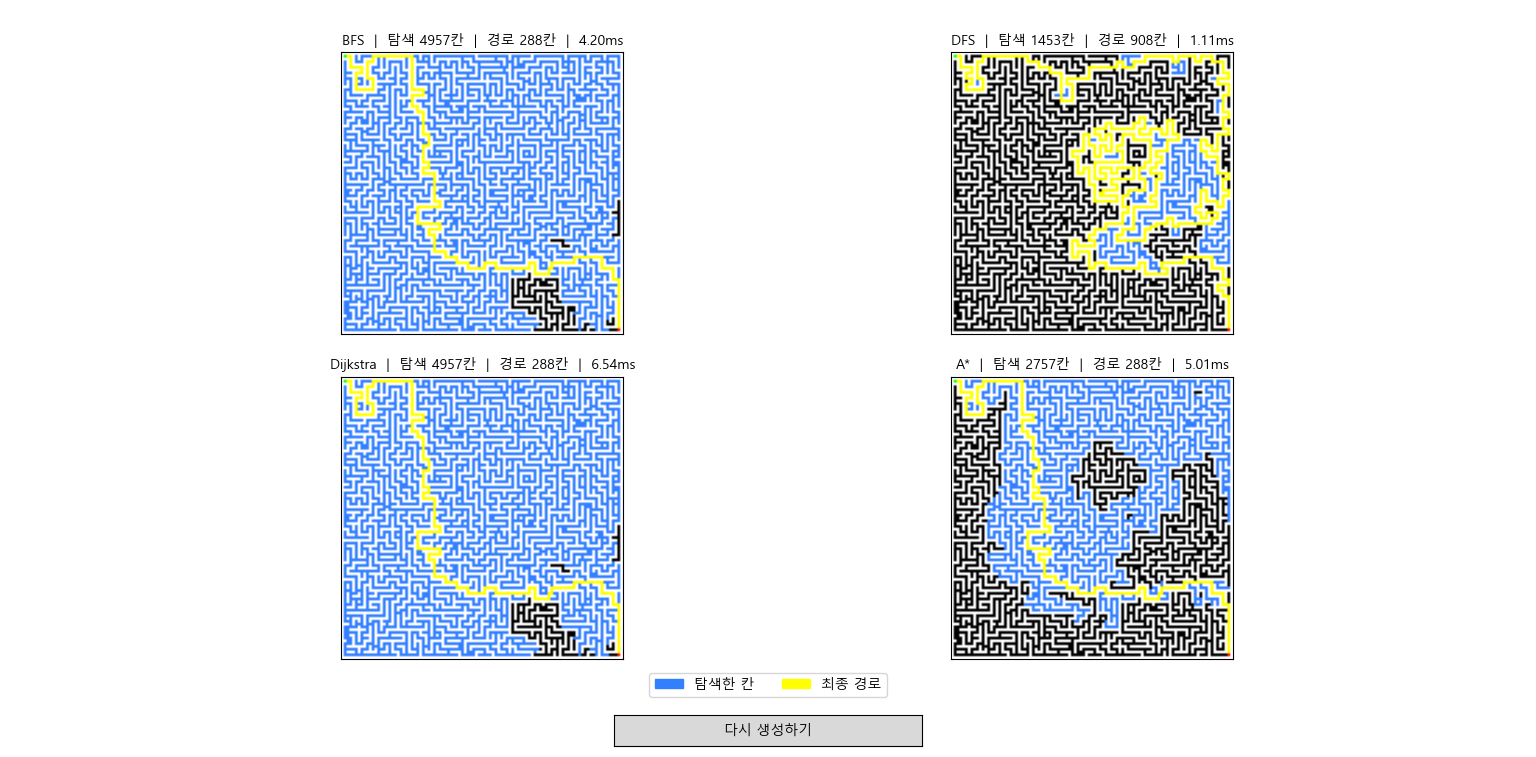 BFS | 탐색 4957칸 | 경로 288칸 | 4.20ms
DFS | 탐색 1453칸 | 경로 908칸 | 1.11ms
Dijkstra | 탐색 4957칸 | 경로 288칸 | 6.54ms
A* | 탐색 2757칸 | 경로 288칸 | 5.01ms
탐색한 칸 최종 경로
다시 생성하기